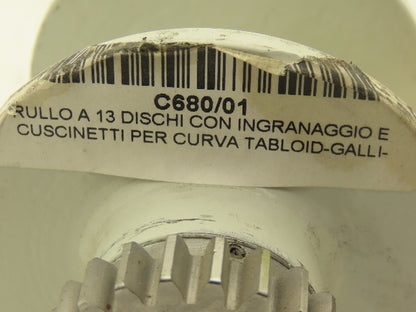 C680/01
RULLO A 13 DISCHI CON INGRANAGGIO E
CUSCINETTI PER CURVA TABLOID-GALLI-